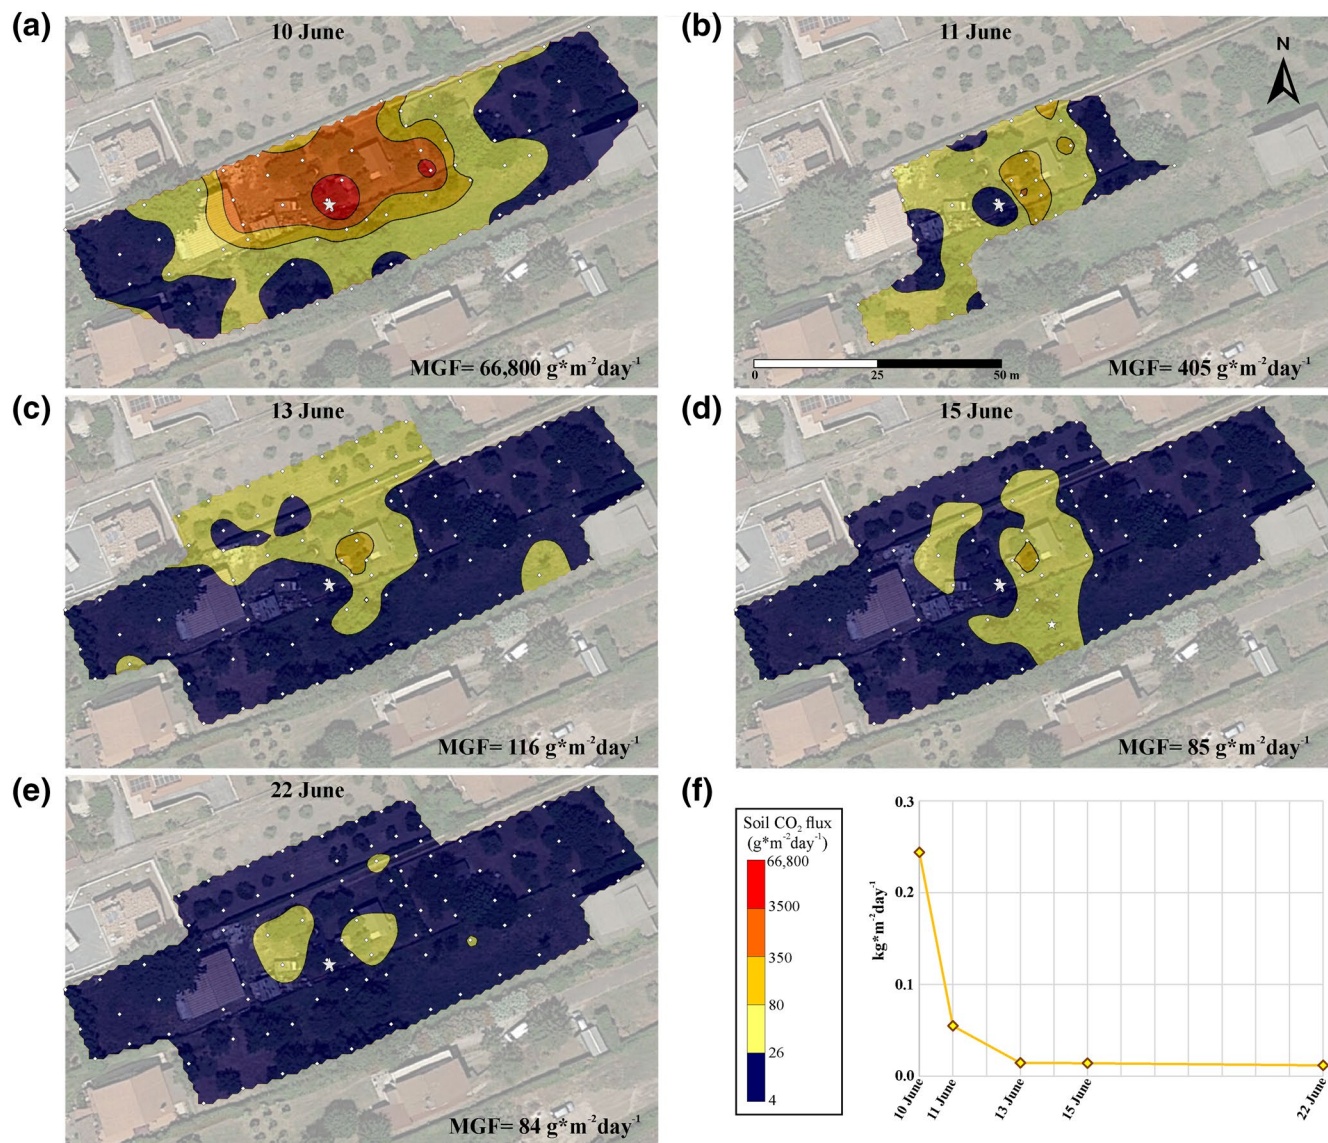 (a)
10 June
MGF= 66,800 g*m⁻²day⁻¹
(b)
11 June
N
0
25
50 m
MGF= 405 g*m⁻²day⁻¹
(c)
13 June
MGF= 116 g*m⁻²day⁻¹
(d)
15 June
MGF= 85 g*m⁻²day⁻¹
(e)
22 June
MGF= 84 g*m⁻²day⁻¹
(f)
Soil CO₂ flux
(g*m⁻²day⁻¹)
66,800
3500
350
80
26
4
kg*m⁻²day⁻¹
0.3
0.2
0.1
0.0
10 June
11 June
13 June
15 June
22 June